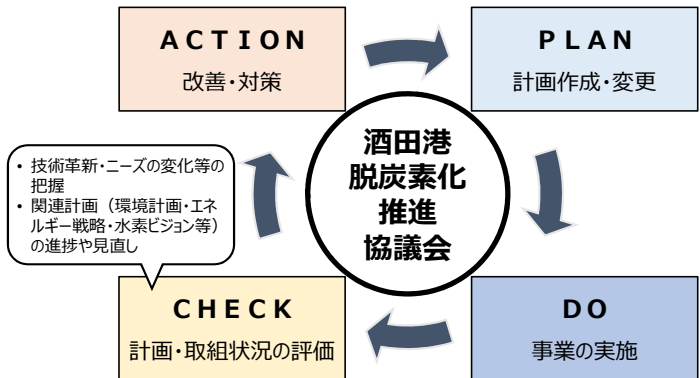 ACTION
改善・対策
PLAN
計画作成・変更
酒田港
脱炭素化
推進
協議会
• 技術革新・ニーズの変化等の
把握
• 関連計画（環境計画・エネ
ルギー戦略・水素ビジョン等）
の進捗や見直し
CHECK
計画・取組状況の評価
DO
事業の実施